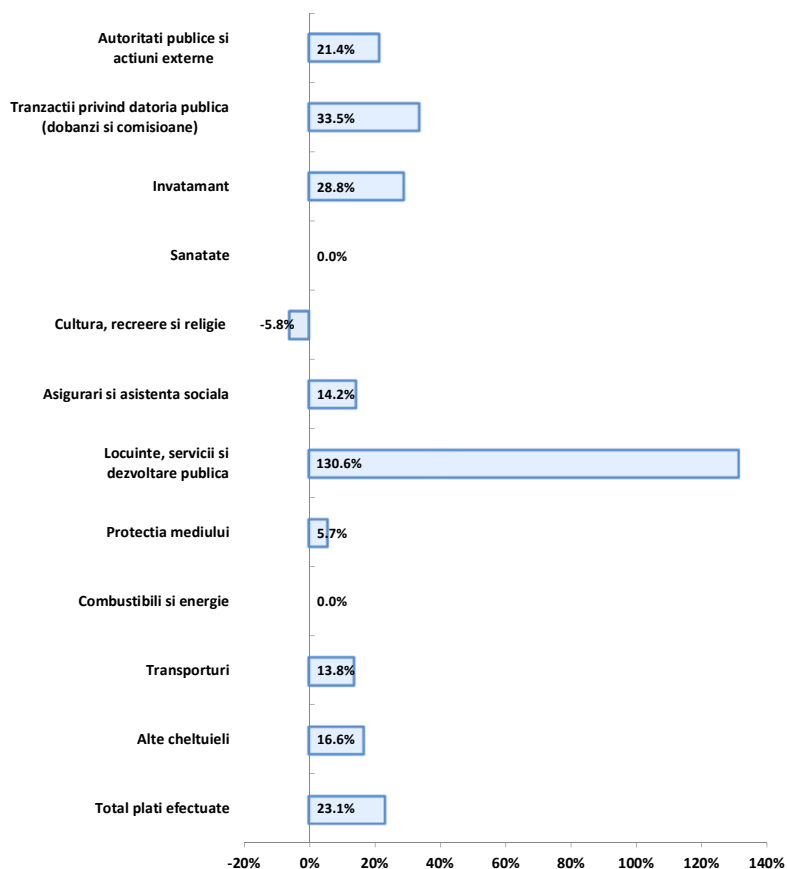 Autoritati publice si
actiuni externe
21.4%
Tranzactii privind datoria publica
(dobanzi si comisioane)
33.5%
Invatamant
28.8%
Sanatate
0.0%
Cultura, recreere si religie
-5.8%
Asigurari si asistenta sociala
14.2%
Locuinte, servicii si
dezvoltare publica
130.6%
Protectia mediului
5.7%
Combustibili si energie
0.0%
Transporturi
13.8%
Alte cheltuieli
16.6%
Total plati efectuate
23.1%
-20% 0% 20% 40% 60% 80% 100% 120% 140%